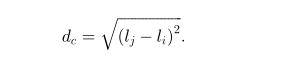 $d_c = \sqrt{(l_j - l_i)^2}.$